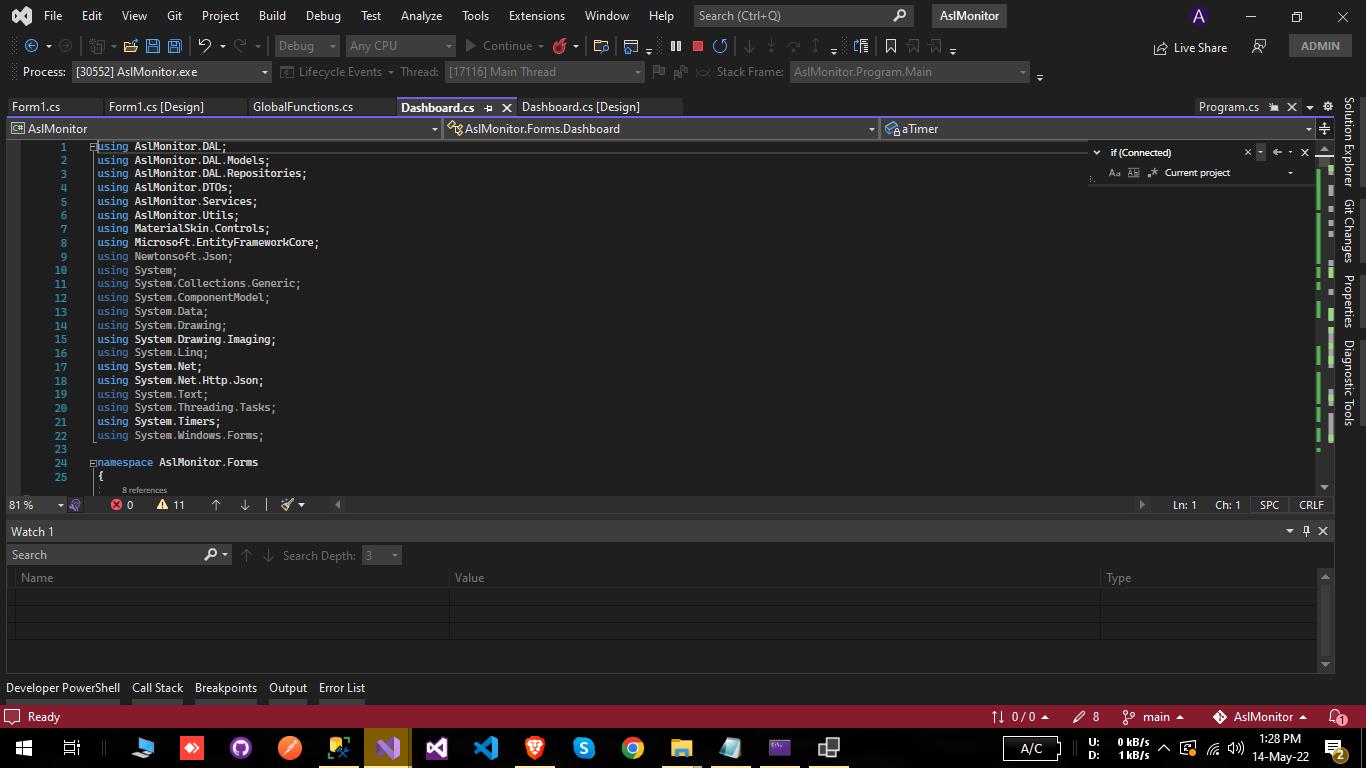 File Edit View Git Project Build Debug Test Analyze Tools Extensions Window Help Search (Ctrl+Q) AslMonitor A
Debug Any CPU Continue Live Share ADMIN
Process: [30552] AslMonitor.exe Lifecycle Events Thread: [17116] Main Thread Stack Frame: AslMonitor.Program.Main
Form1.cs Form1.cs [Design] GlobalFunctions.cs Dashboard.cs Dashboard.cs [Design] Program.cs
C# AslMonitor AslMonitor.Forms.Dashboard aTimer
if (Connected)
Aa Current project
1 using AslMonitor.DAL;
2 using AslMonitor.DAL.Models;
3 using AslMonitor.DAL.Repositories;
4 using AslMonitor.DTOs;
5 using AslMonitor.Services;
6 using AslMonitor.Utils;
7 using MaterialSkin.Controls;
8 using Microsoft.EntityFrameworkCore;
9 using Newtonsoft.Json;
10 using System;
11 using System.Collections.Generic;
12 using System.ComponentModel;
13 using System.Data;
14 using System.Drawing;
15 using System.Drawing.Imaging;
16 using System.Linq;
17 using System.Net;
18 using System.Net.Http.Json;
19 using System.Text;
20 using System.Threading.Tasks;
21 using System.Timers;
22 using System.Windows.Forms;
23
24 namespace AslMonitor.Forms
25 {
8 references
Solution Explorer
Git Changes
Properties
Diagnostic Tools
81 % 0 11 Ln: 1 Ch: 1 SPC CRLF
Watch 1
Search Search Depth: 3
Name Value Type
Developer PowerShell Call Stack Breakpoints Output Error List
Ready 0 / 0 8 main AslMonitor 1
A/C U: 0 kB/s 1:28 PM
D: 1 kB/s 14-May-22 2